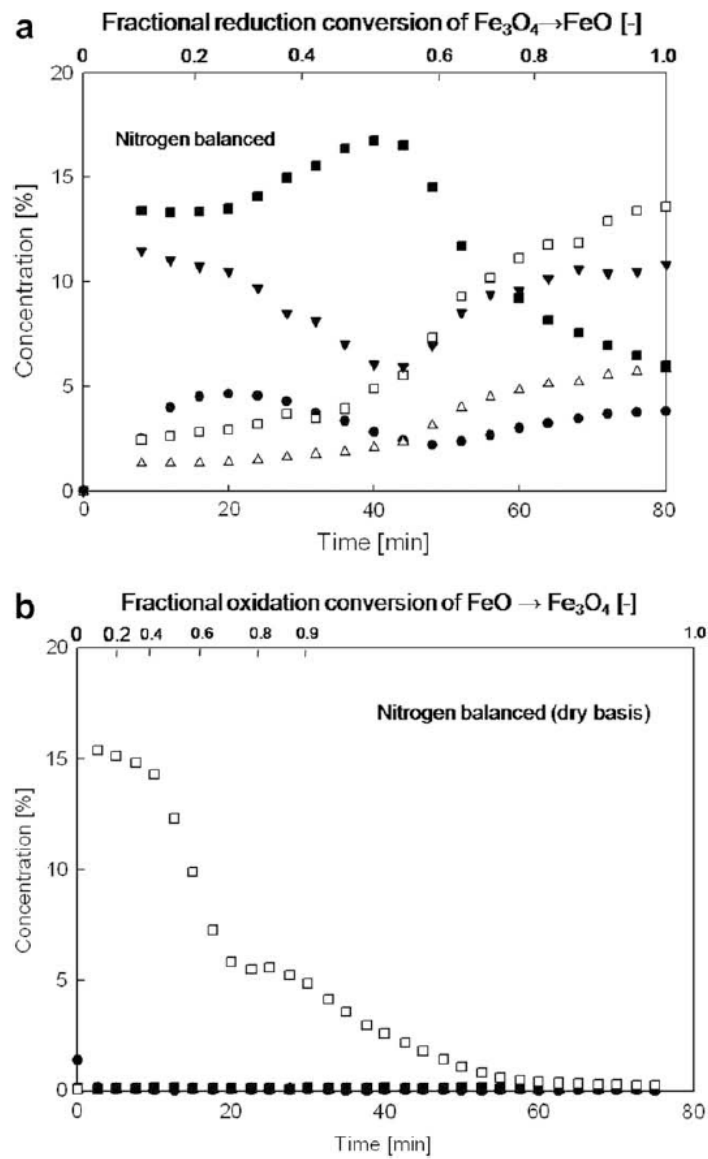 a
Fractional reduction conversion of Fe₃O₄→FeO [-]
0 0.2 0.4 0.6 0.8 1.0
20
Nitrogen balanced
15
10
5
0
Concentration [%]
0 20 40 60 80
Time [min]
b
Fractional oxidation conversion of FeO → Fe₃O₄ [-]
0 0.2 0.4 0.6 0.8 0.9 1.0
20
Nitrogen balanced (dry basis)
15
10
5
0
Concentration [%]
0 20 40 60 80
Time [min]